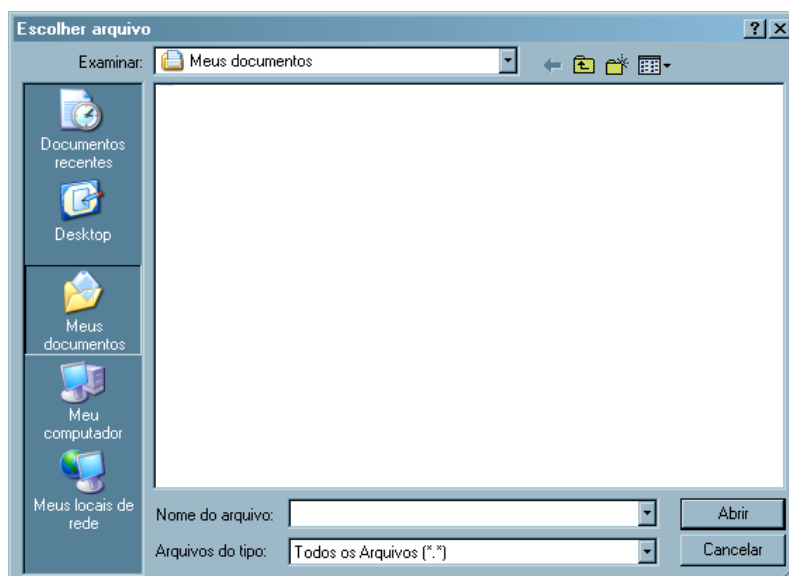 Escolher arquivo
Examinar:
Meus documentos
Documentos
recentes
Desktop
Meus
documentos
Meu
computador
Meus locais de
rede
Nome do arquivo:
Abrir
Arquivos do tipo:
Todos os Arquivos (*.*)
Cancelar